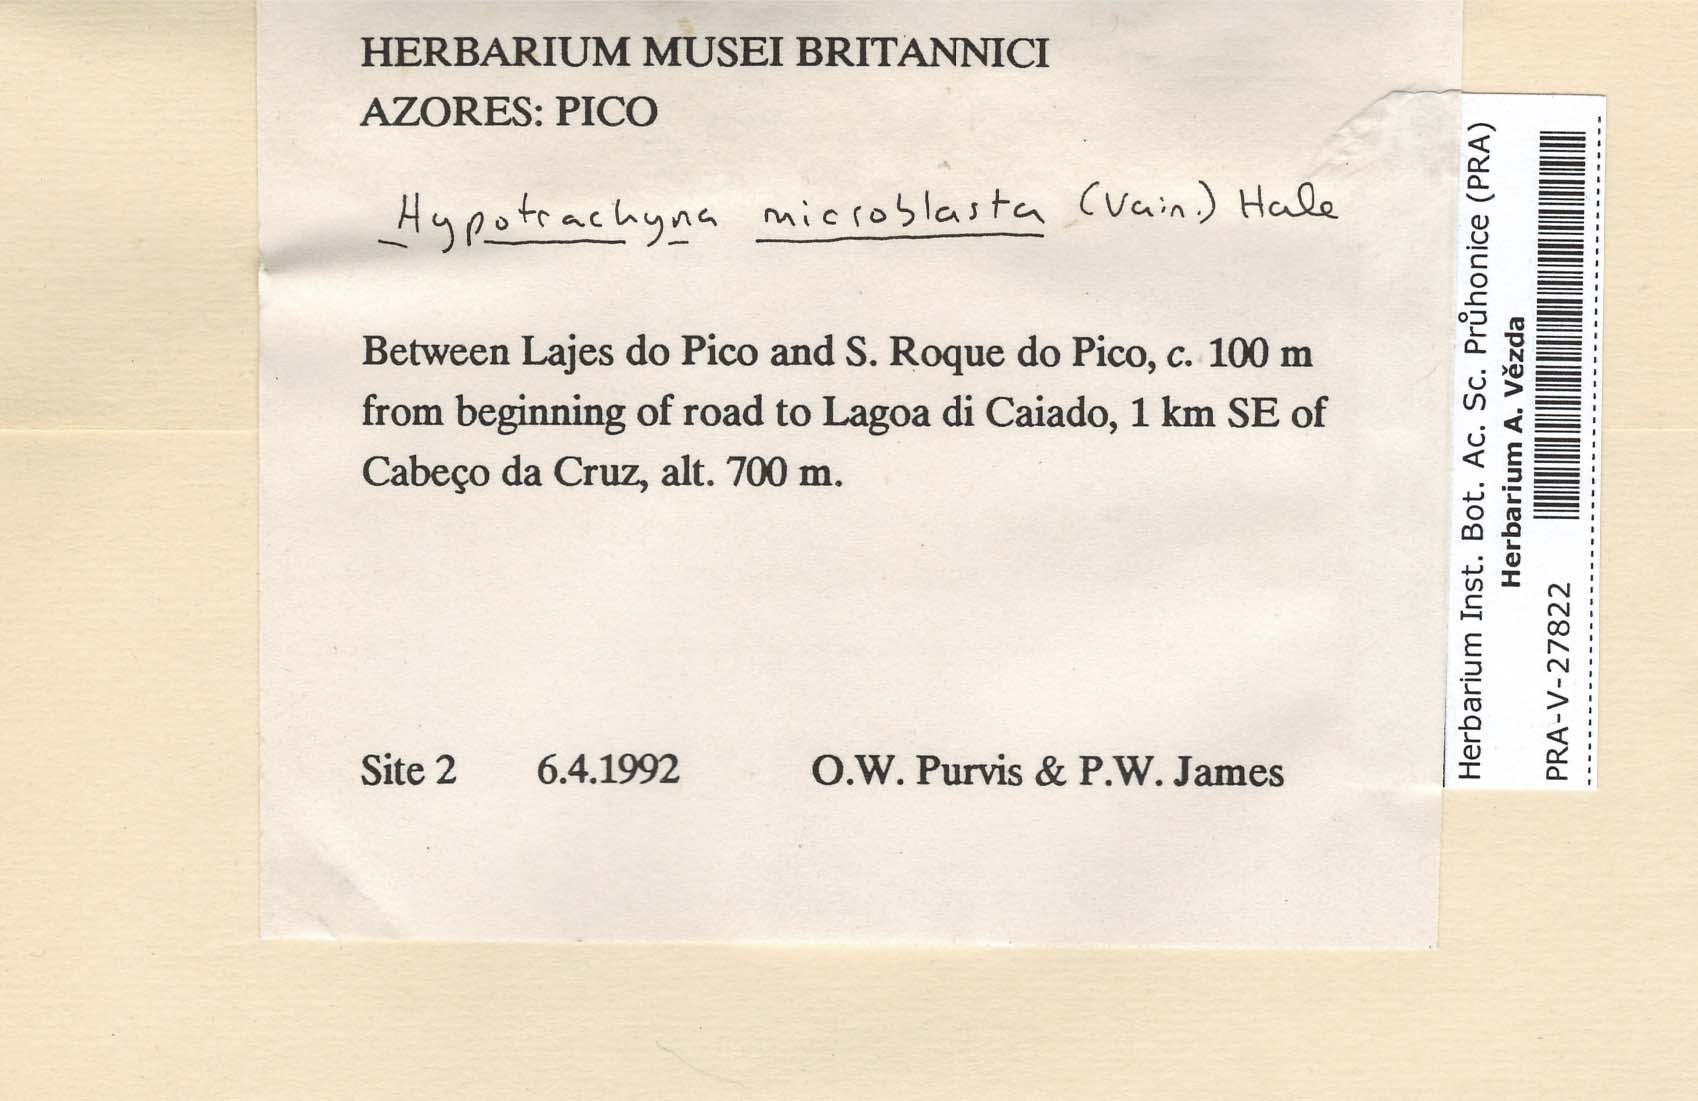 HERBARIUM MUSEI BRITANNICI
AZORES: PICO
Hypotrachyna microblasta (Vain.) Hale
Between Lajes do Pico and S. Roque do Pico, c. 100 m
from beginning of road to Lagoa di Caiado, 1 km SE of
Cabeço da Cruz, alt. 700 m.
Site 2 6.4.1992 O.W. Purvis & P.W. James
Herbarium Inst. Bot. Ac. Sc. Průhonice (PRA)
Herbarium A. Vězda
PRA-V-27822